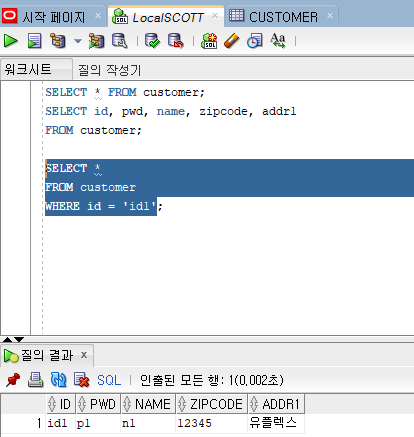 시작 페이지 x LocalSCOTT x CUSTOMER x
워크시트 질의 작성기
SELECT * FROM customer;
SELECT id, pwd, name, zipcode, addr1
FROM customer;
SELECT *
FROM customer
WHERE id = 'id1';
질의 결과 x
SQL | 인출된 모든 행: 1(0,002초)
ID PWD NAME ZIPCODE ADDR1
1 id1 p1 n1 12345 유플렉스